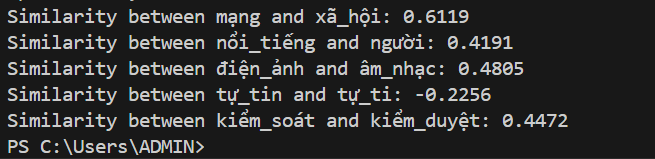 Similarity between mạng and xã_hội: 0.6119
Similarity between nổi_tiếng and người: 0.4191
Similarity between điện_ảnh and âm_nhạc: 0.4805
Similarity between tự_tin and tự_ti: -0.2256
Similarity between kiểm_soát and kiểm_duyệt: 0.4472
PS C:\Users\ADMIN>